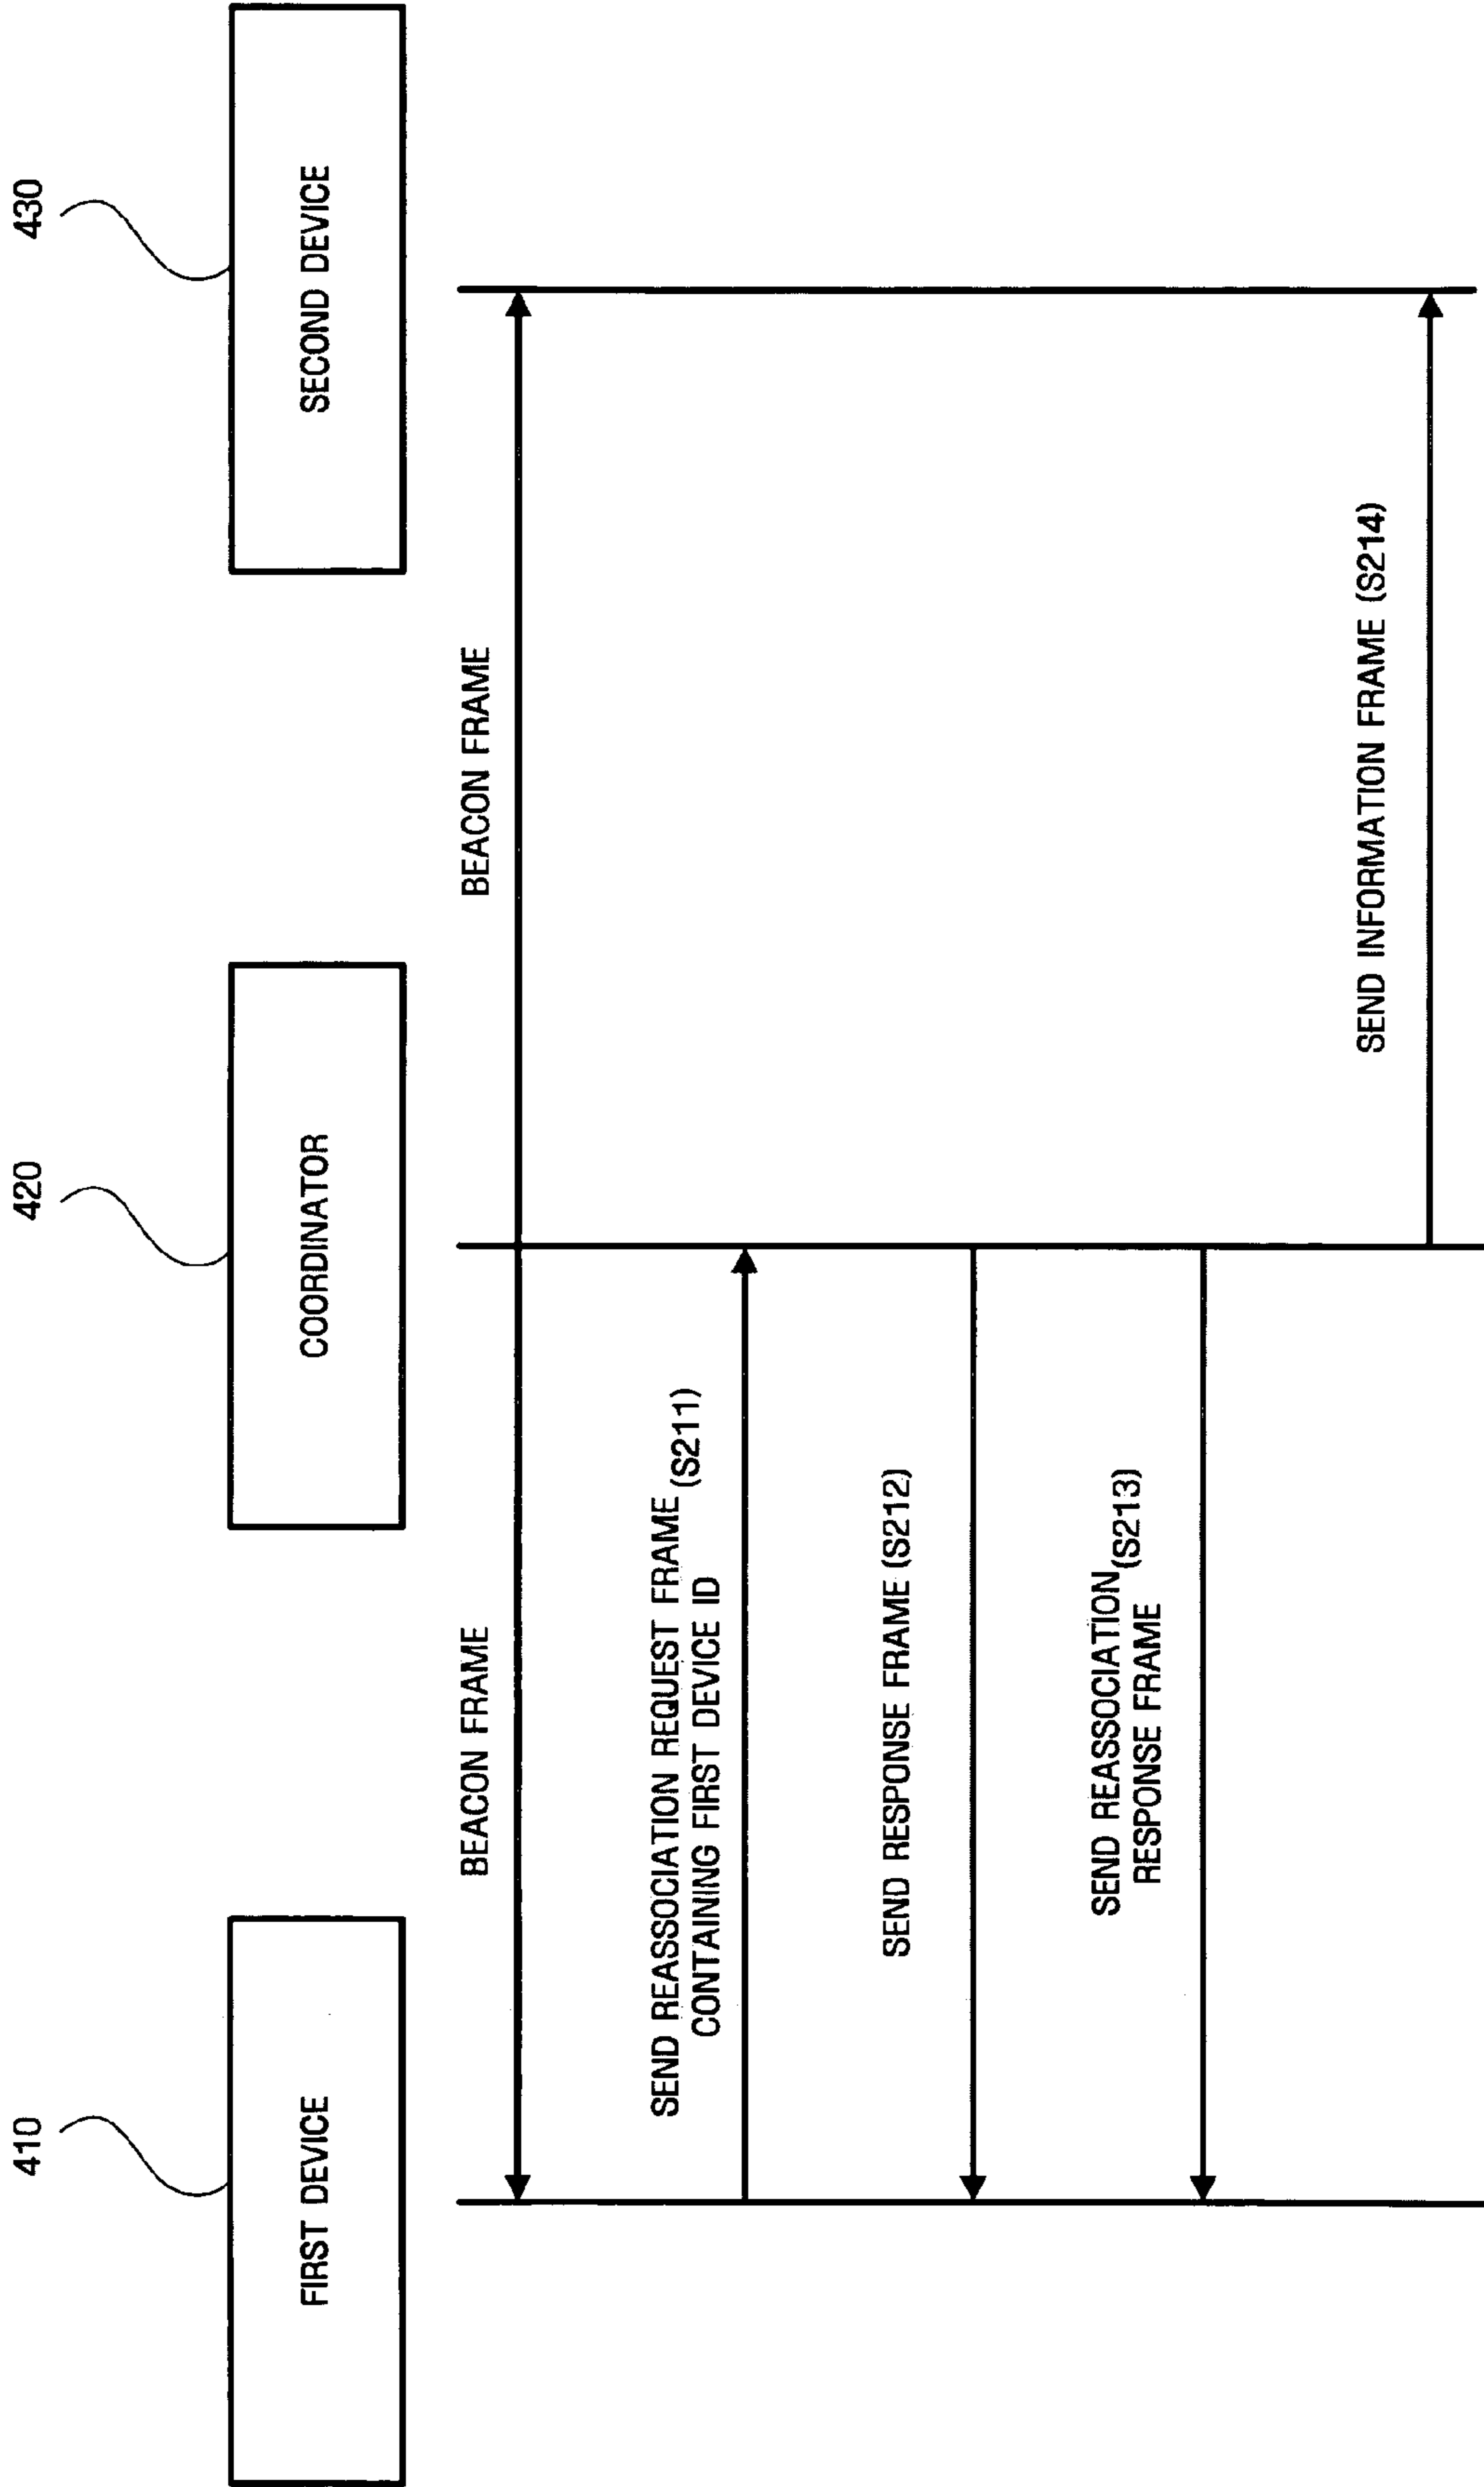 410
420
430
FIRST DEVICE
COORDINATOR
SECOND DEVICE
BEACON FRAME
BEACON FRAME
SEND REASSOCIATION REQUEST FRAME (S211)
CONTAINING FIRST DEVICE ID
SEND RESPONSE FRAME (S212)
SEND REASSOCIATION (S213)
RESPONSE FRAME
SEND INFORMATION FRAME (S214)